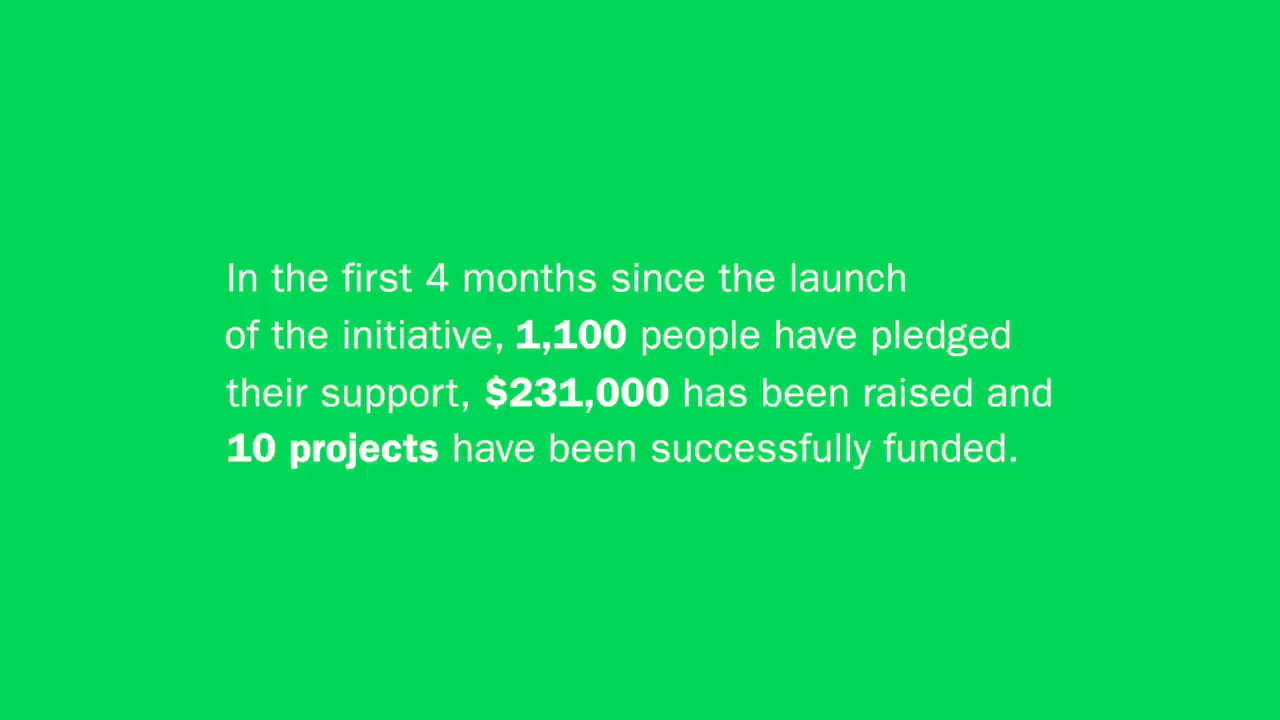 In the first 4 months since the launch
of the initiative, 1,100 people have pledged
their support, $231,000 has been raised and
10 projects have been successfully funded.